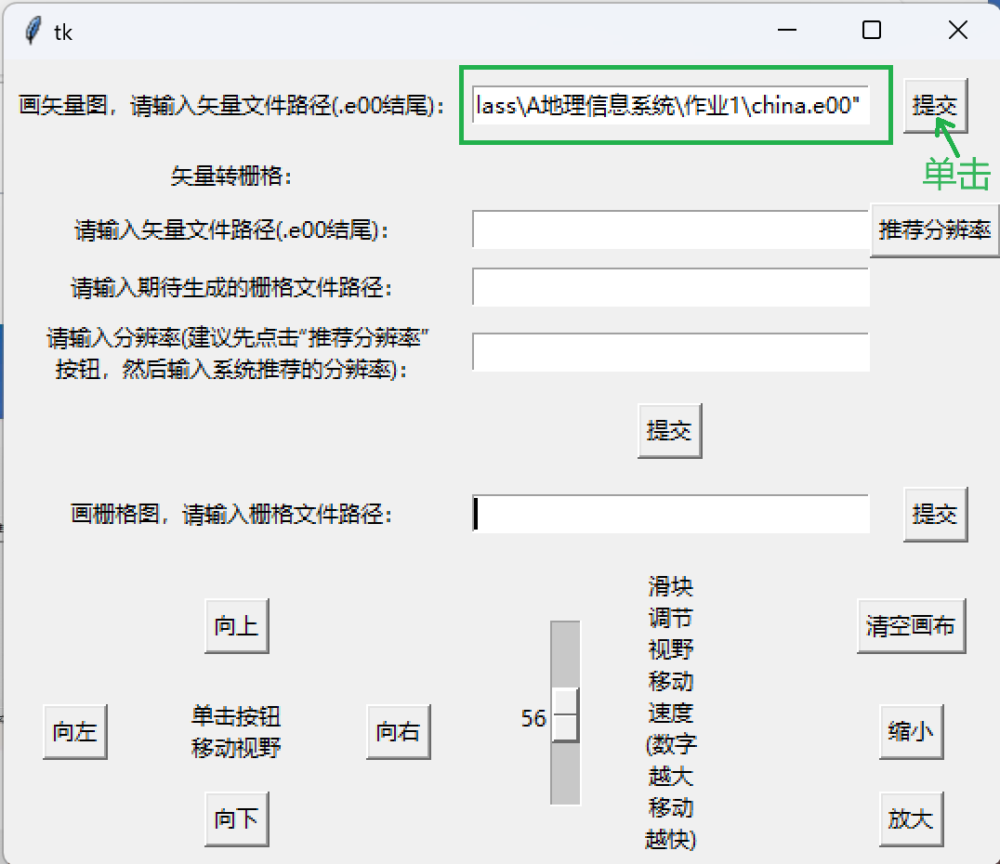 tk
画矢量图，请输入矢量文件路径(.e00结尾)：
lass\A地理信息系统\作业1\china.e00"
提交
单击
矢量转栅格：
请输入矢量文件路径(.e00结尾)：
推荐分辨率
请输入期待生成的栅格文件路径：
请输入分辨率(建议先点击“推荐分辨率”
按钮，然后输入系统推荐的分辨率)：
提交
画栅格图，请输入栅格文件路径：
提交
向上
向左
单击按钮
移动视野
向右
向下
56
滑块
调节
视野
移动
速度
(数字
越大
移动
越快)
清空画布
缩小
放大